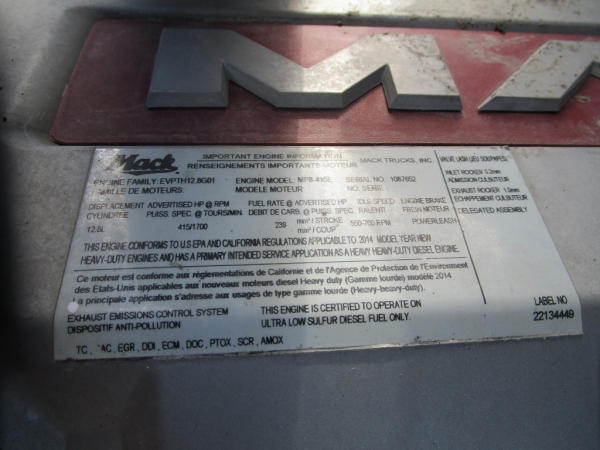 MA
Mack
IMPORTANT ENGINE INFORMATION
RENSEIGNEMENTS IMPORTANTS MOTEUR
MACK TRUCKS, INC
ENGINE FAMILY: EVPTH12.8G01 ENGINE MODEL: MP8-415E SERIAL NO. 1067652
FAMILLE DE MOTEURS: MODELE MOTEUR NO. SERIE
DISPLACEMENT ADVERTISED HP @ RPM FUEL RATE @ ADVERTISED HP IDLE SPEED ENGINE BRAKE
CYLINDREE PUISS. SPEC. @ TOURS/MIN DEBIT DE CARB. @ PUISS. SPEC RALENTI FREIN MOTEUR
12.8L 415/1700 239 mm³ / STROKE 550-700 RPM POWERLEASH
mm³ / COUP
THIS ENGINE CONFORMS TO U S EPA AND CALIFORNIA REGULATIONS APPLICABLE TO 2014 MODEL YEAR NEW
HEAVY-DUTY ENGINES AND HAS A PRIMARY INTENDED SERVICE APPLICATION AS A HEAVY HEAVY-DUTY DIESEL ENGINE.
Ce moteur est conforme aux réglementations de Californie et de l'Agence de Protection de l'Environnement
des États-Unis applicables aux nouveaux moteurs diesel Heavy duty (Gamme lourde) modèle 2014
La principale application s'adresse aux usages de type gamme lourde (Heavy-heavy-duty).
EXHAUST EMISSIONS CONTROL SYSTEM
DISPOSITIF ANTI-POLLUTION
THIS ENGINE IS CERTIFIED TO OPERATE ON
ULTRA LOW SULFUR DIESEL FUEL ONLY.
TC, AC, EGR, DDI, ECM, DOC, PTOX, SCR, AMOX
VALVE LASH (JEU SOUPAPES)
INLET ROCKER 0.2mm
ADMISSION CULBUTEUR
EXHAUST ROCKER
ECHAPPEMENT CULBUTEUR
DELEGATED ASSEMBLY
LABEL NO
22134449